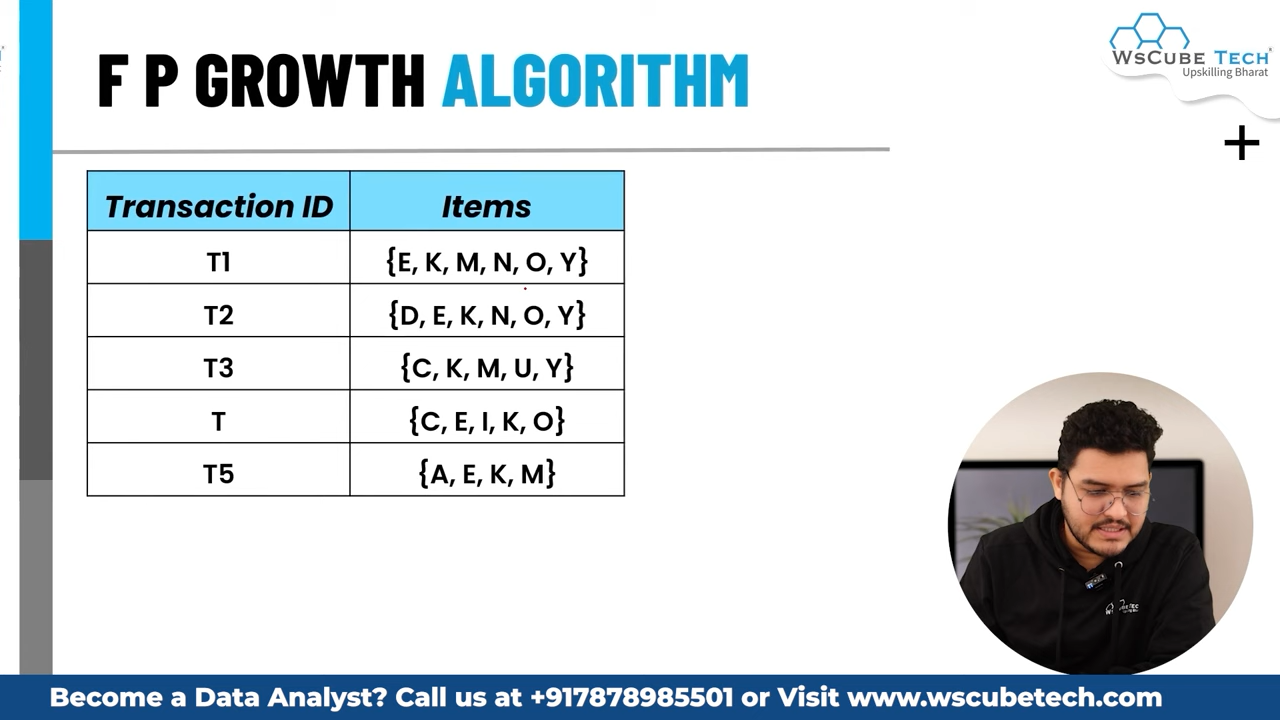 F P GROWTH ALGORITHM
WsCube Tech
Upskilling Bharat
Transaction ID Items
T1 {E, K, M, N, O, Y}
T2 {D, E, K, N, O, Y}
T3 {C, K, M, U, Y}
T {C, E, I, K, O}
T5 {A, E, K, M}
Become a Data Analyst? Call us at +917878985501 or Visit www.wscubetech.com